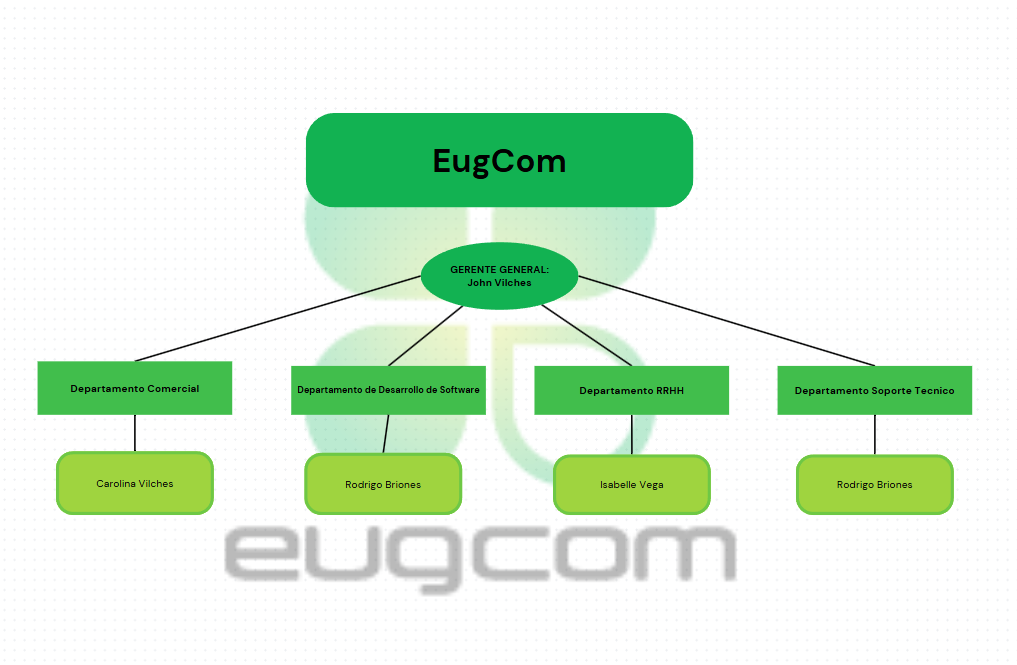 EugCom
GERENTE GENERAL:
John Vilches
Departamento Comercial
Departamento de Desarrollo de Software
Departamento RRHH
Departamento Soporte Tecnico
Carolina Vilches
Rodrigo Briones
Isabelle Vega
Rodrigo Briones
eugcom